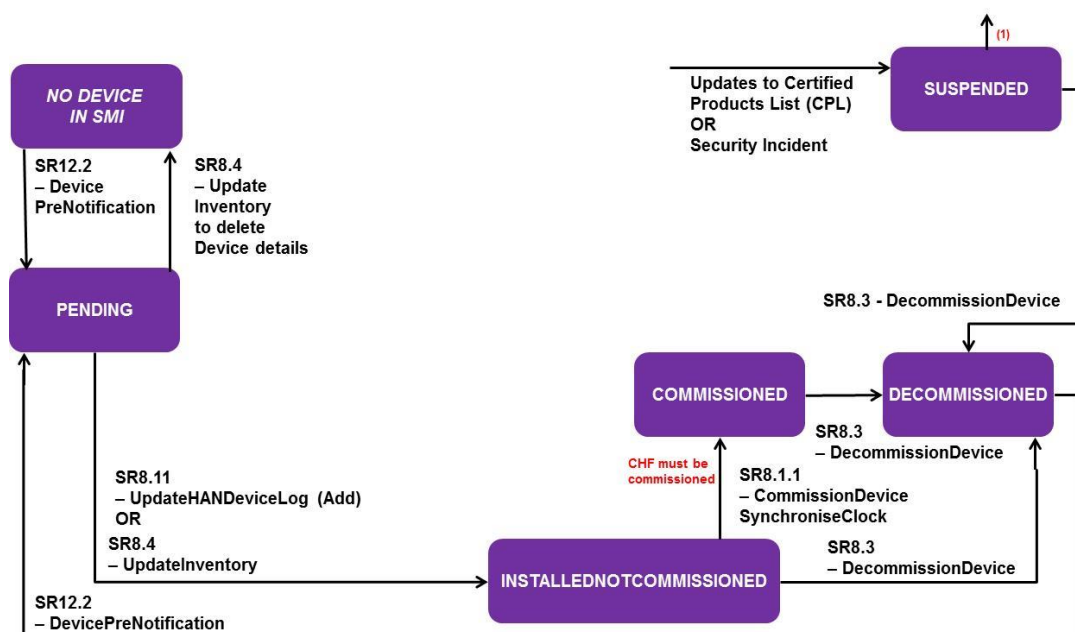 NO DEVICE
IN SMI
SR12.2
– Device
PreNotification
SR8.4
– Update
Inventory
to delete
Device details
(1)
Updates to Certified
Products List (CPL)
OR
Security Incident
SUSPENDED
PENDING
SR8.3 - DecommissionDevice
COMMISSIONED
DECOMMISSIONED
SR8.3
– DecommissionDevice
CHF must be
commissioned
SR8.1.1
– CommissionDevice
SynchroniseClock
SR8.11
– UpdateHANDeviceLog (Add)
OR
SR8.4
– UpdateInventory
INSTALLEDNOTCOMMISSIONED
SR8.3
– DecommissionDevice
SR12.2
– DevicePreNotification